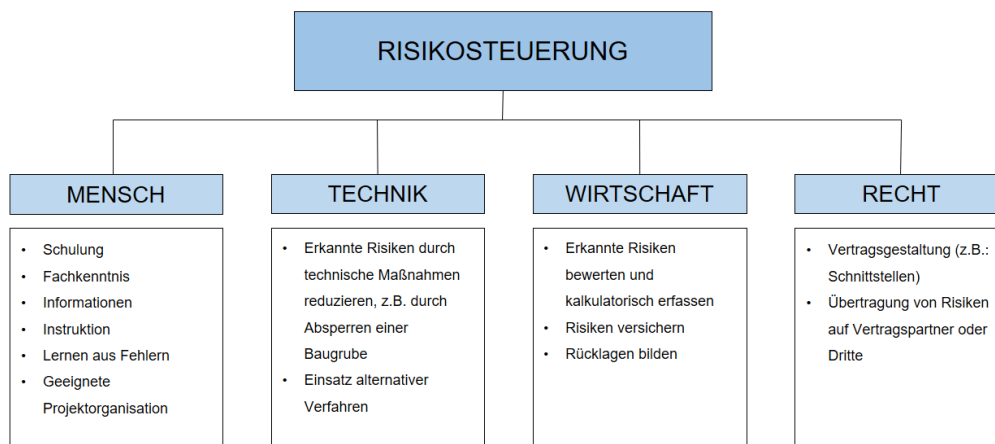 RISIKOSTEUERUNG
MENSCH
• Schulung
• Fachkenntnis
• Informationen
• Instruktion
• Lernen aus Fehlern
• Geeignete
Projektorganisation
TECHNIK
• Erkannte Risiken durch
technische Maßnahmen
reduzieren, z.B. durch
Absperren einer
Baugrube
• Einsatz alternativer
Verfahren
WIRTSCHAFT
• Erkannte Risiken
bewerten und
kalkulatorisch erfassen
• Risiken versichern
• Rücklagen bilden
RECHT
• Vertragsgestaltung (z.B.:
Schnittstellen)
• Übertragung von Risiken
auf Vertragspartner oder
Dritte